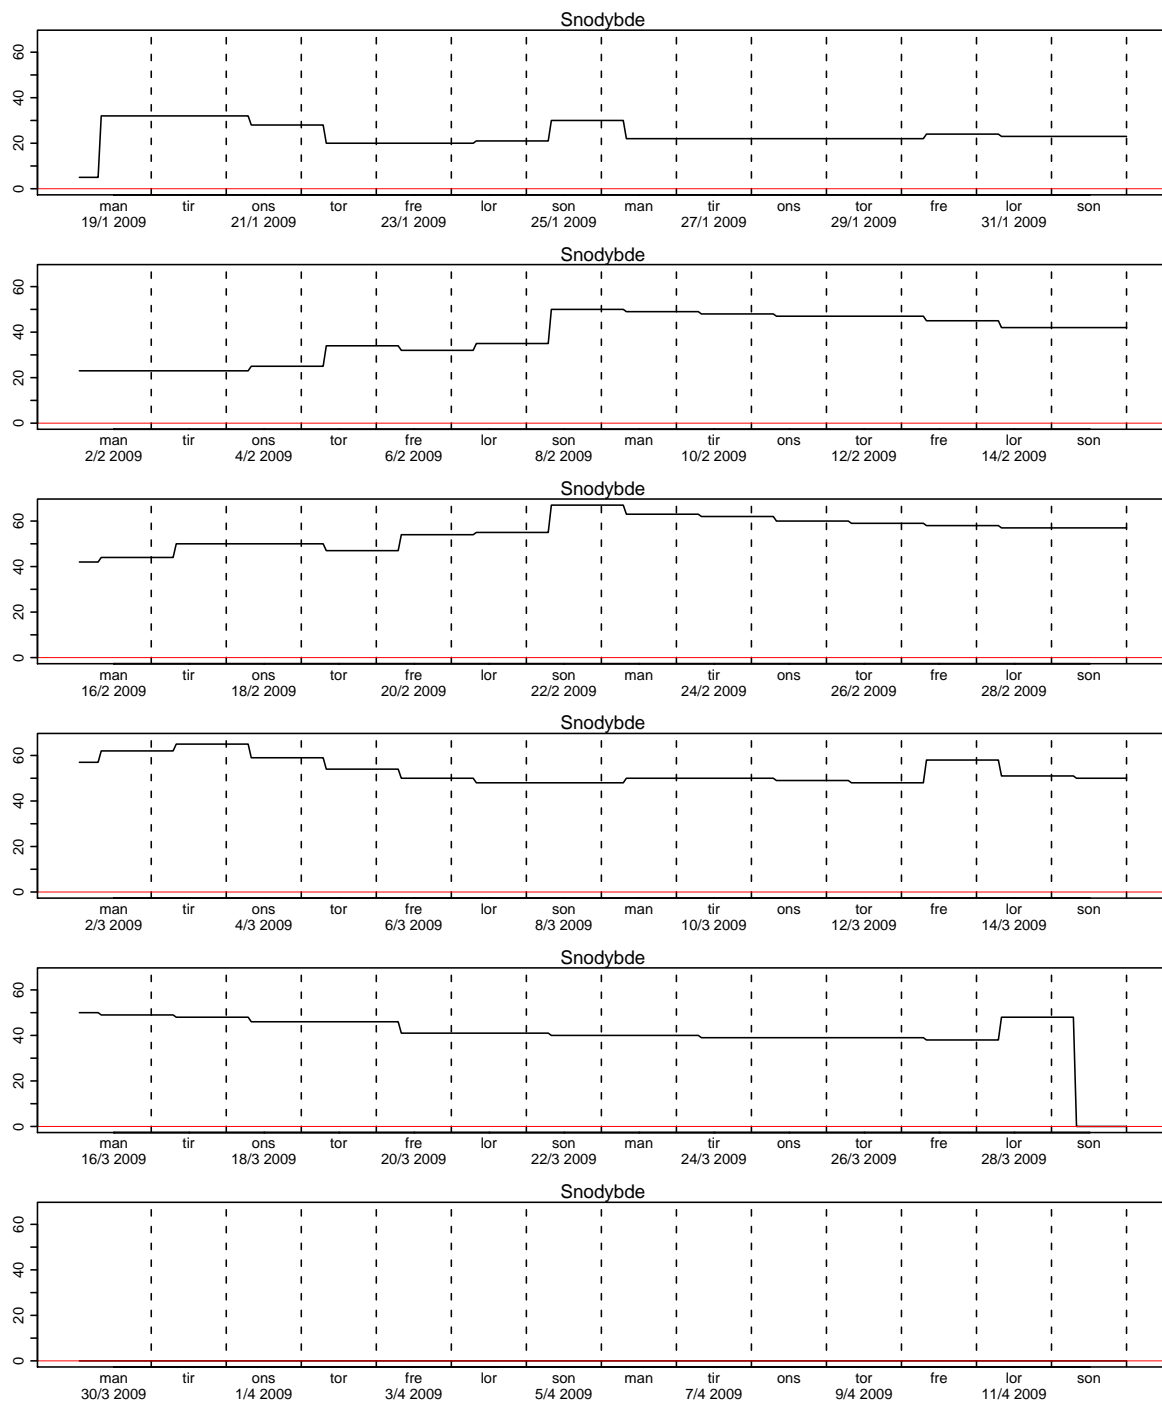 Snodybde
60
40
20
0
man tir ons tor fre lor son man tir ons tor fre lor son
19/1 2009 21/1 2009 23/1 2009 25/1 2009 27/1 2009 29/1 2009 31/1 2009
Snodybde
60
40
20
0
man tir ons tor fre lor son man tir ons tor fre lor son
2/2 2009 4/2 2009 6/2 2009 8/2 2009 10/2 2009 12/2 2009 14/2 2009
Snodybde
60
40
20
0
man tir ons tor fre lor son man tir ons tor fre lor son
16/2 2009 18/2 2009 20/2 2009 22/2 2009 24/2 2009 26/2 2009 28/2 2009
Snodybde
60
40
20
0
man tir ons tor fre lor son man tir ons tor fre lor son
2/3 2009 4/3 2009 6/3 2009 8/3 2009 10/3 2009 12/3 2009 14/3 2009
Snodybde
60
40
20
0
man tir ons tor fre lor son man tir ons tor fre lor son
16/3 2009 18/3 2009 20/3 2009 22/3 2009 24/3 2009 26/3 2009 28/3 2009
Snodybde
60
40
20
0
man tir ons tor fre lor son man tir ons tor fre lor son
30/3 2009 1/4 2009 3/4 2009 5/4 2009 7/4 2009 9/4 2009 11/4 2009